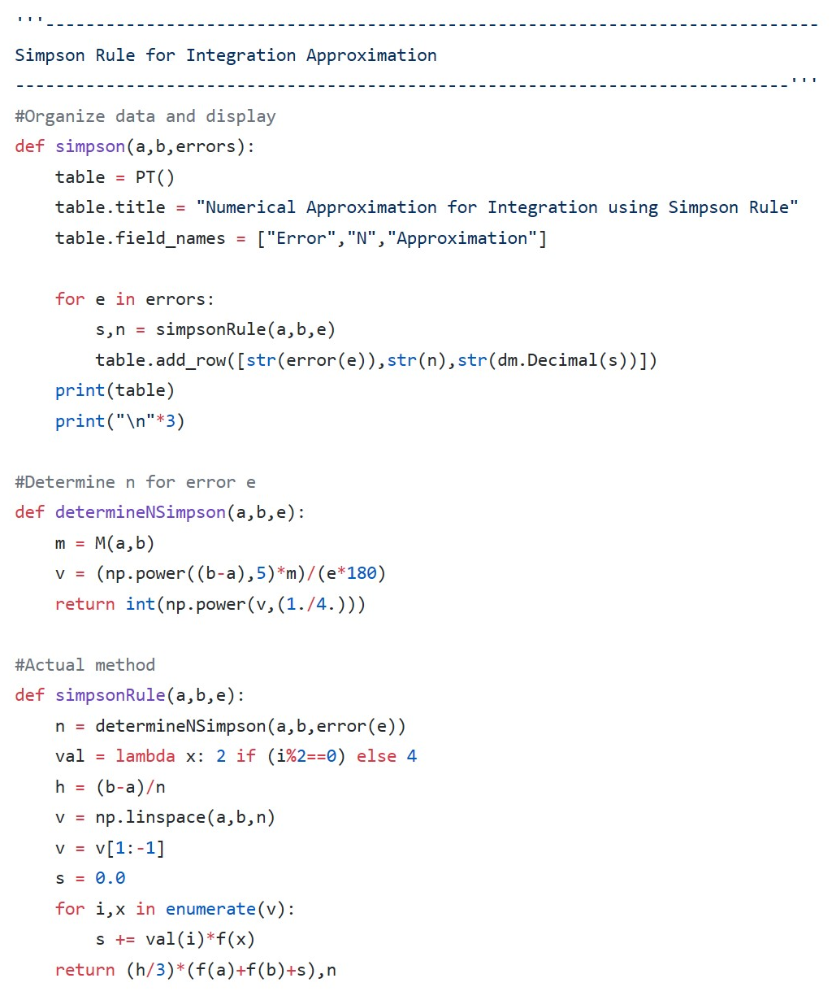 '''-----------------------------------------------------------------------------
Simpson Rule for Integration Approximation
-----------------------------------------------------------------------------'''
#Organize data and display
def simpson(a,b,errors):
    table = PT()
    table.title = "Numerical Approximation for Integration using Simpson Rule"
    table.field_names = ["Error","N","Approximation"]

    for e in errors:
        s,n = simpsonRule(a,b,e)
        table.add_row([str(error(e)),str(n),str(dm.Decimal(s))])
    print(table)
    print("\n"*3)

#Determine n for error e
def determineNSimpson(a,b,e):
    m = M(a,b)
    v = (np.power((b-a),5)*m)/(e*180)
    return int(np.power(v,(1./4.)))

#Actual method
def simpsonRule(a,b,e):
    n = determineNSimpson(a,b,error(e))
    val = lambda x: 2 if (i%2==0) else 4
    h = (b-a)/n
    v = np.linspace(a,b,n)
    v = v[1:-1]
    s = 0.0
    for i,x in enumerate(v):
        s += val(i)*f(x)
    return (h/3)*(f(a)+f(b)+s),n